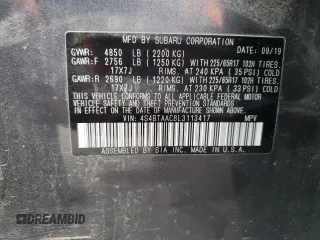 MFD BY SUBARU CORPORATION DATE: 09/19
GVWR: 4850 LB (2200 KG)
GAWR:F 2756 LB (1250 KG) WITH 225/65R17 102H TIRES,
17X7J RIMS, AT 240 KPA (35 PSI) COLD
GAWR:R 2690 LB (1220 KG) WITH 225/65R17 102H TIRES,
17X7J RIMS, AT 230 KPA (33 PSI) COLD
THIS VEHICLE CONFORMS TO ALL APPLICABLE FEDERAL MOTOR
VEHICLE SAFETY AND THEFT PREVENTION STANDARDS IN
EFFECT ON THE DATE OF MANUFACTURE SHOWN ABOVE.
VIN: 4S4BTAAC8L3113417 MPV
ASSEMBLED BY SIA MADE IN U.S.A.
CLEARBIDID